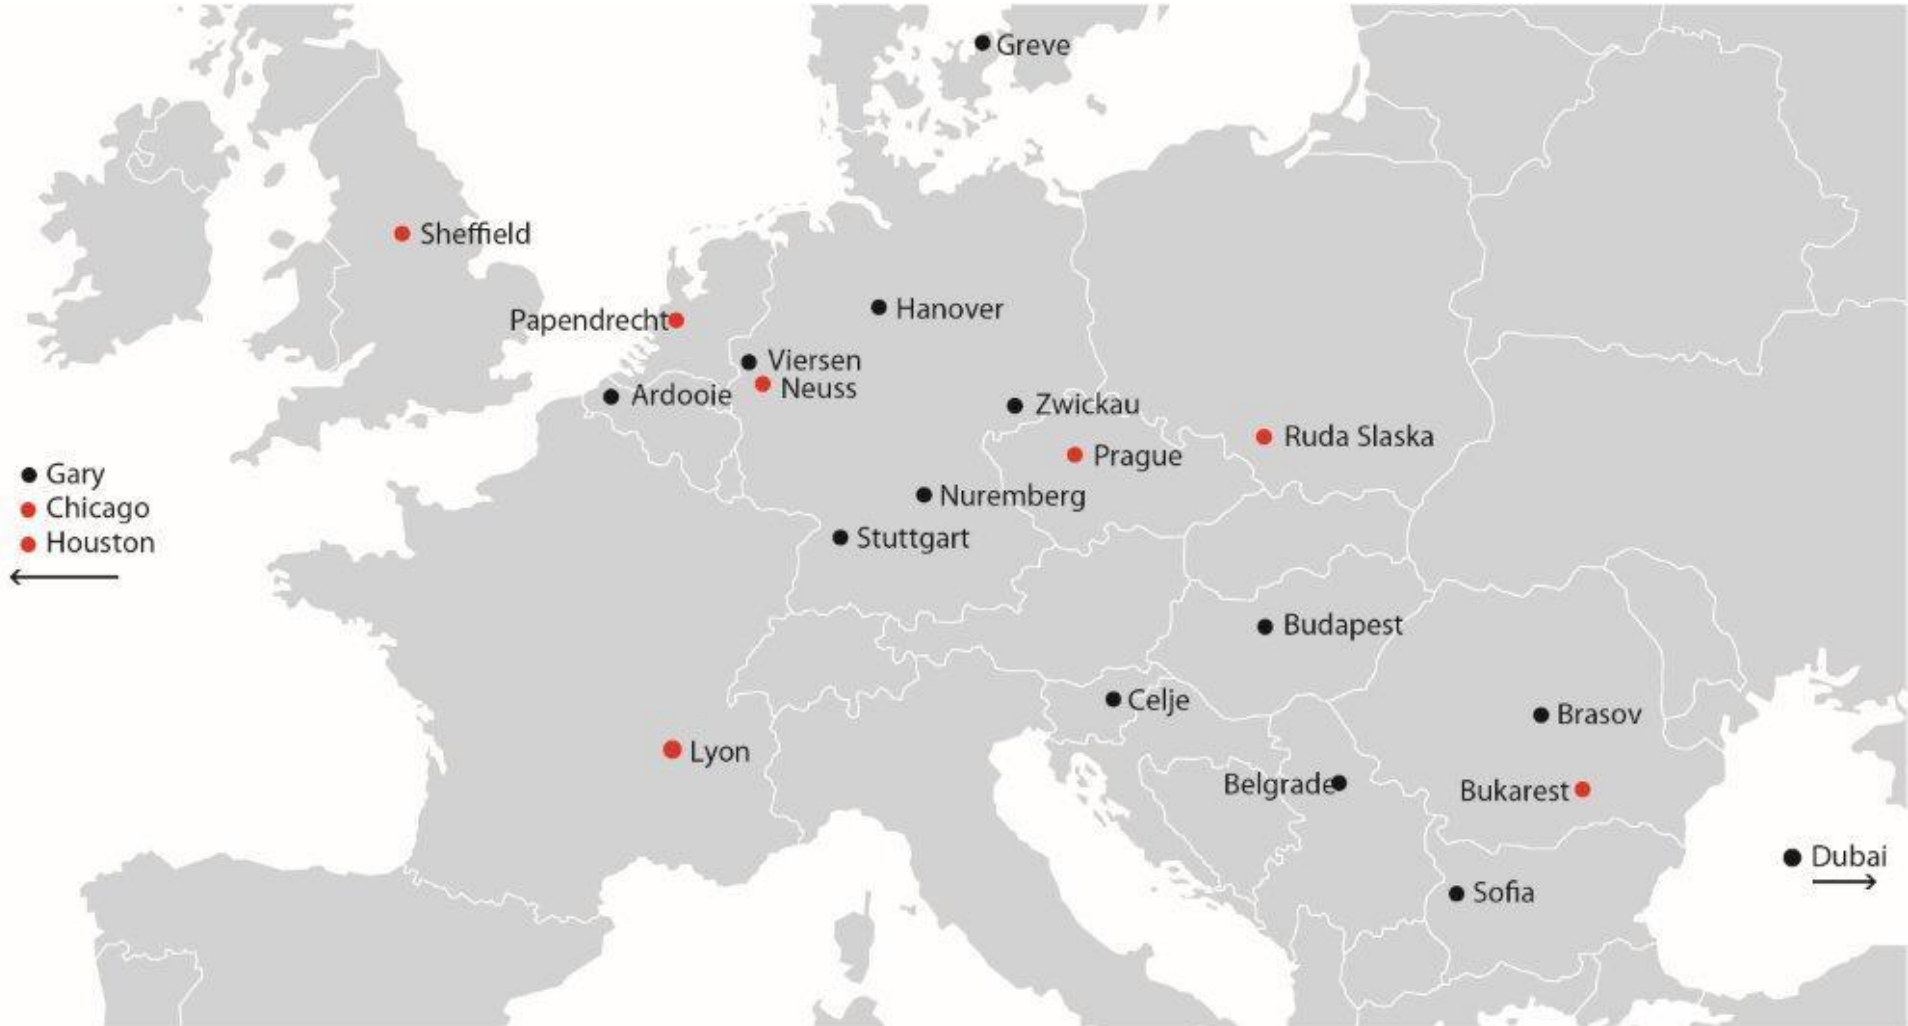 Greve
Sheffield
Hanover
Papendrecht
Viersen
Neuss
Ardooie
Zwickau
Ruda Slaska
Prague
Gary
Nuremberg
Chicago
Stuttgart
Houston
Budapest
Celje
Brasov
Lyon
Belgrade
Bukarest
Dubai
Sofia